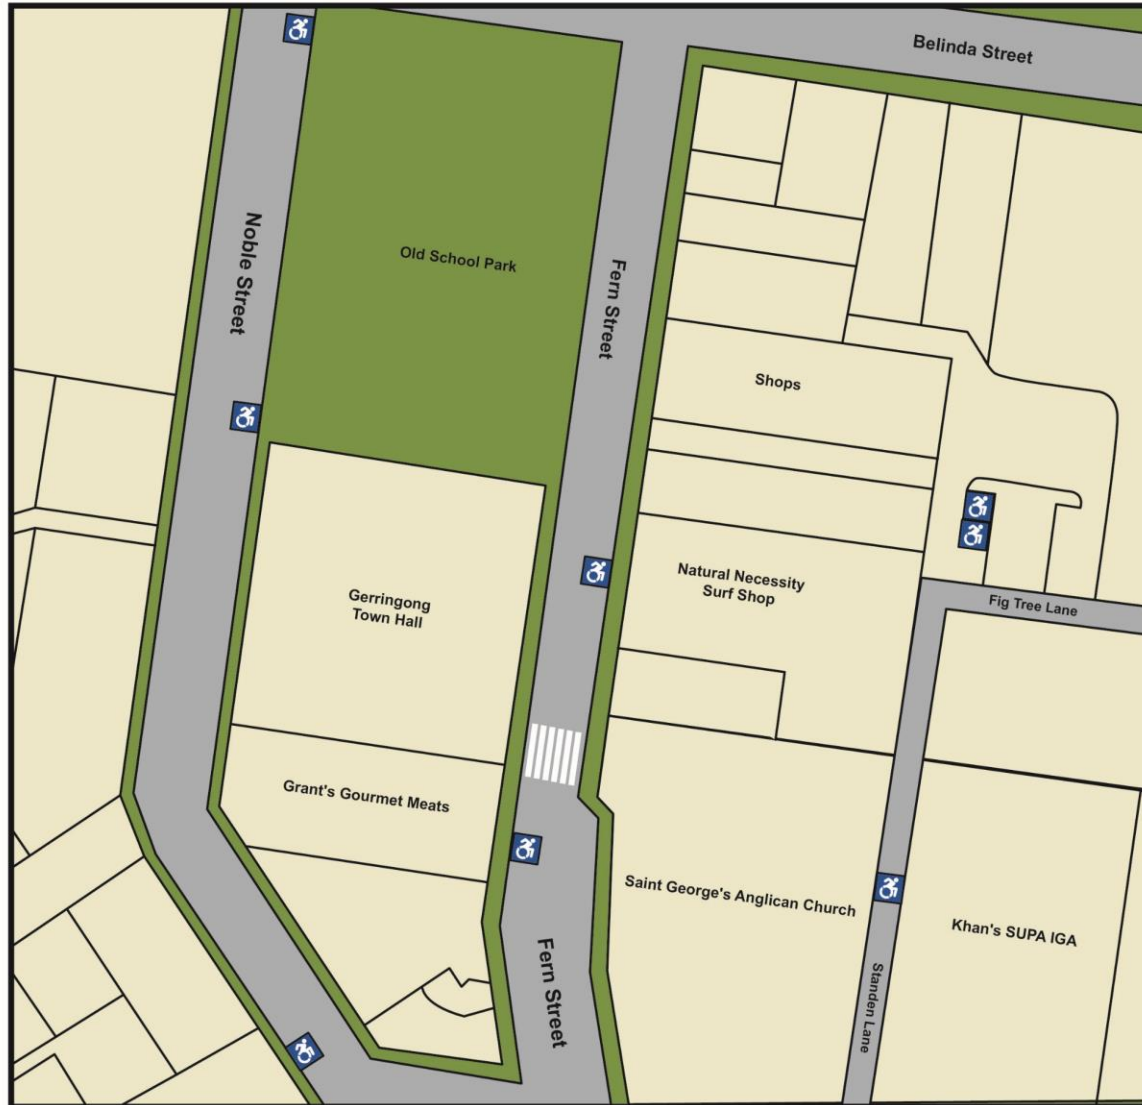 Belinda Street
Noble Street
Old School Park
Fern Street
Shops
Natural Necessity
Surf Shop
Fig Tree Lane
Gerringong
Town Hall
Grant's Gourmet Meats
Saint George's Anglican Church
Khan's SUPA IGA
Fern Street
Standen Lane